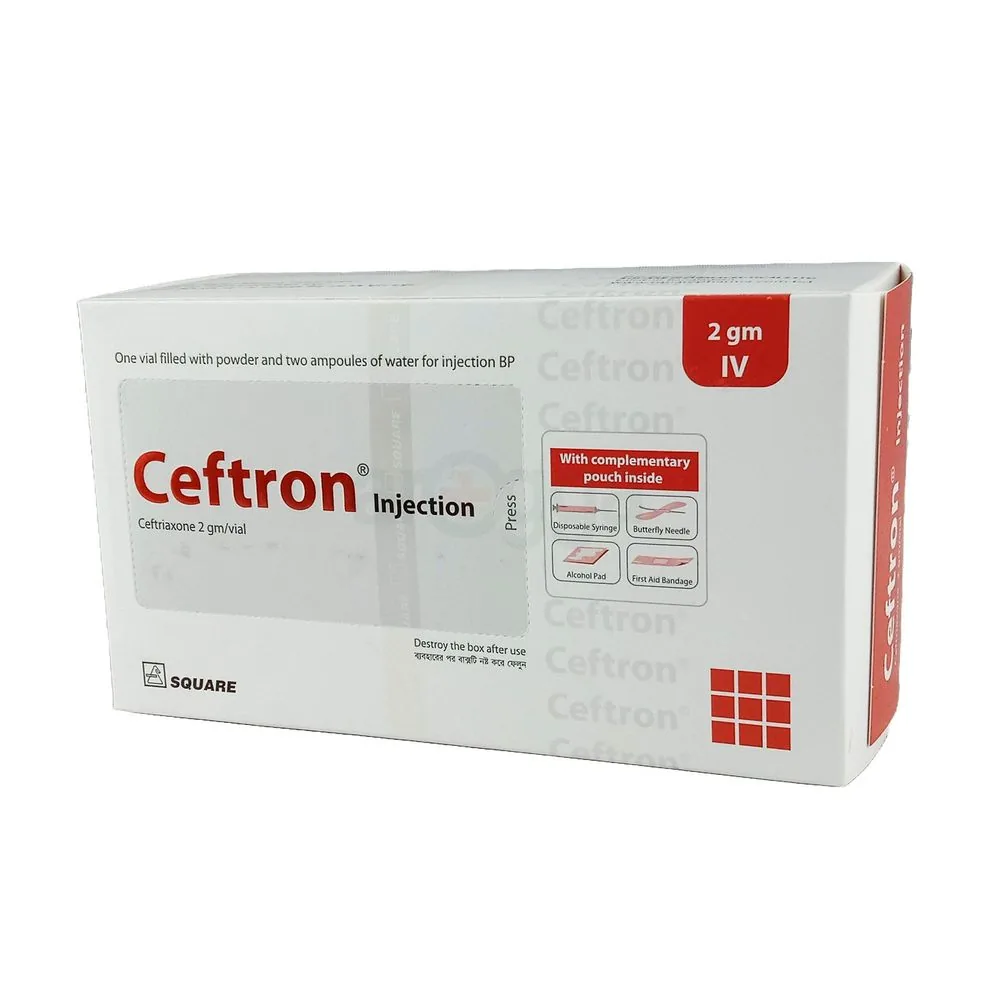 2 gm
IV
One vial filled with powder and two ampoules of water for injection BP
Ceftron® Injection
Ceftriaxone 2 gm/vial
Press
With complementary
pouch inside
Disposable Syringe
Butterfly Needle
Alcohol Pad
First Aid Bandage
Destroy the box after use
ব্যবহারের পর বাক্সটি নষ্ট করে ফেলুন
SQUARE
Ceftron
Ceftron
Ceftron
Ceftron
Ceftron
Ceftron®
Ceftron
SQUARE
Ceftron® Injection